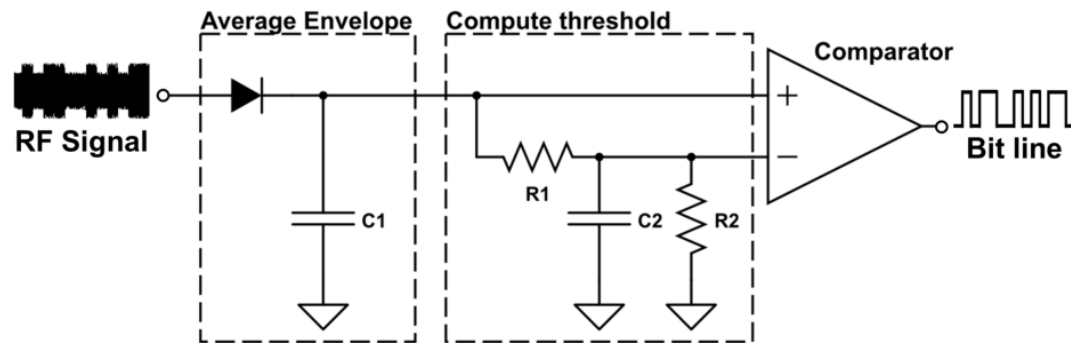 Average Envelope
Compute threshold
Comparator
RF Signal
+
−
Bit line
R1
C1
C2
R2